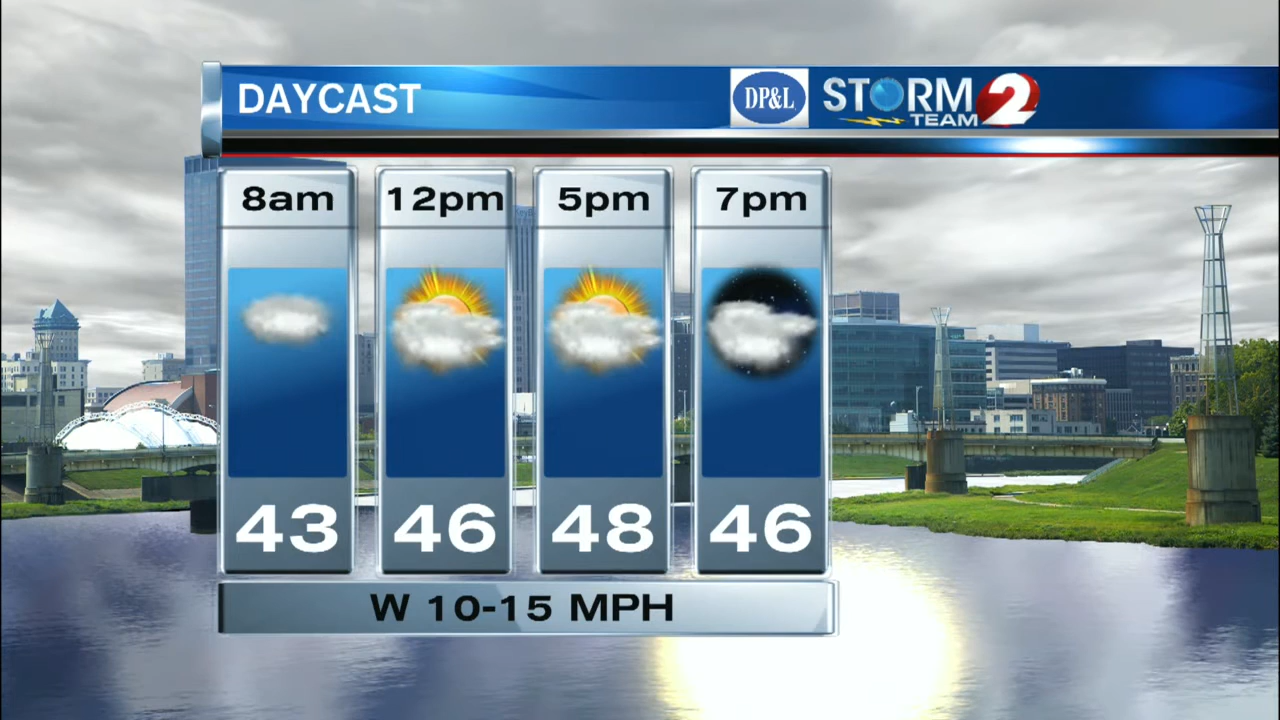 DAYCAST
DP&L
STORM
TEAM
2
8am
12pm
5pm
7pm
43
46
48
46
W 10-15 MPH